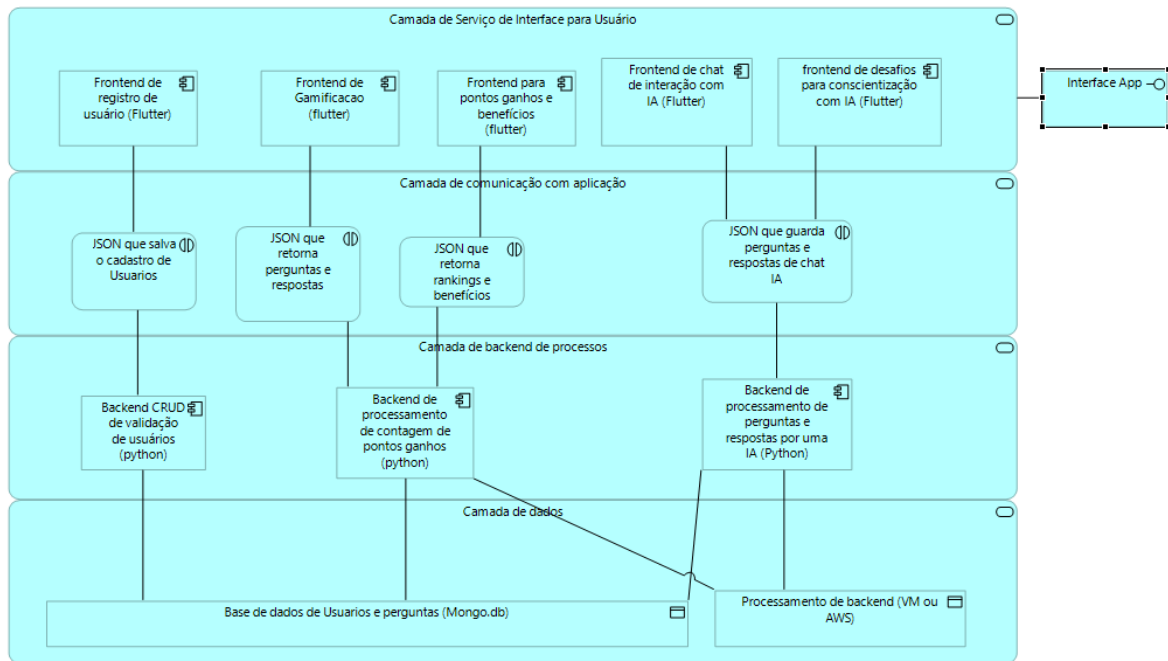 Camada de Serviço de Interface para Usuário
Frontend de
registro de
usuário (Flutter)
Frontend de
Gamificacao
(flutter)
Frontend para
pontos ganhos e
benefícios
(flutter)
Frontend de chat
de interação com
IA (Flutter)
frontend de desafios
para conscientização
com IA (Flutter)
Interface App
Camada de comunicação com aplicação
JSON que salva
o cadastro de
Usuarios
JSON que
retorna
perguntas e
respostas
JSON que
retorna
rankings e
benefícios
JSON que guarda
perguntas e
respostas de chat
IA
Camada de backend de processos
Backend CRUD
de validação
de usuários
(python)
Backend de
processamento
de contagem de
pontos ganhos
(python)
Backend de
processamento de
perguntas e
respostas por uma
IA (Python)
Camada de dados
Base de dados de Usuarios e perguntas (Mongo.db)
Processamento de backend (VM ou
AWS)